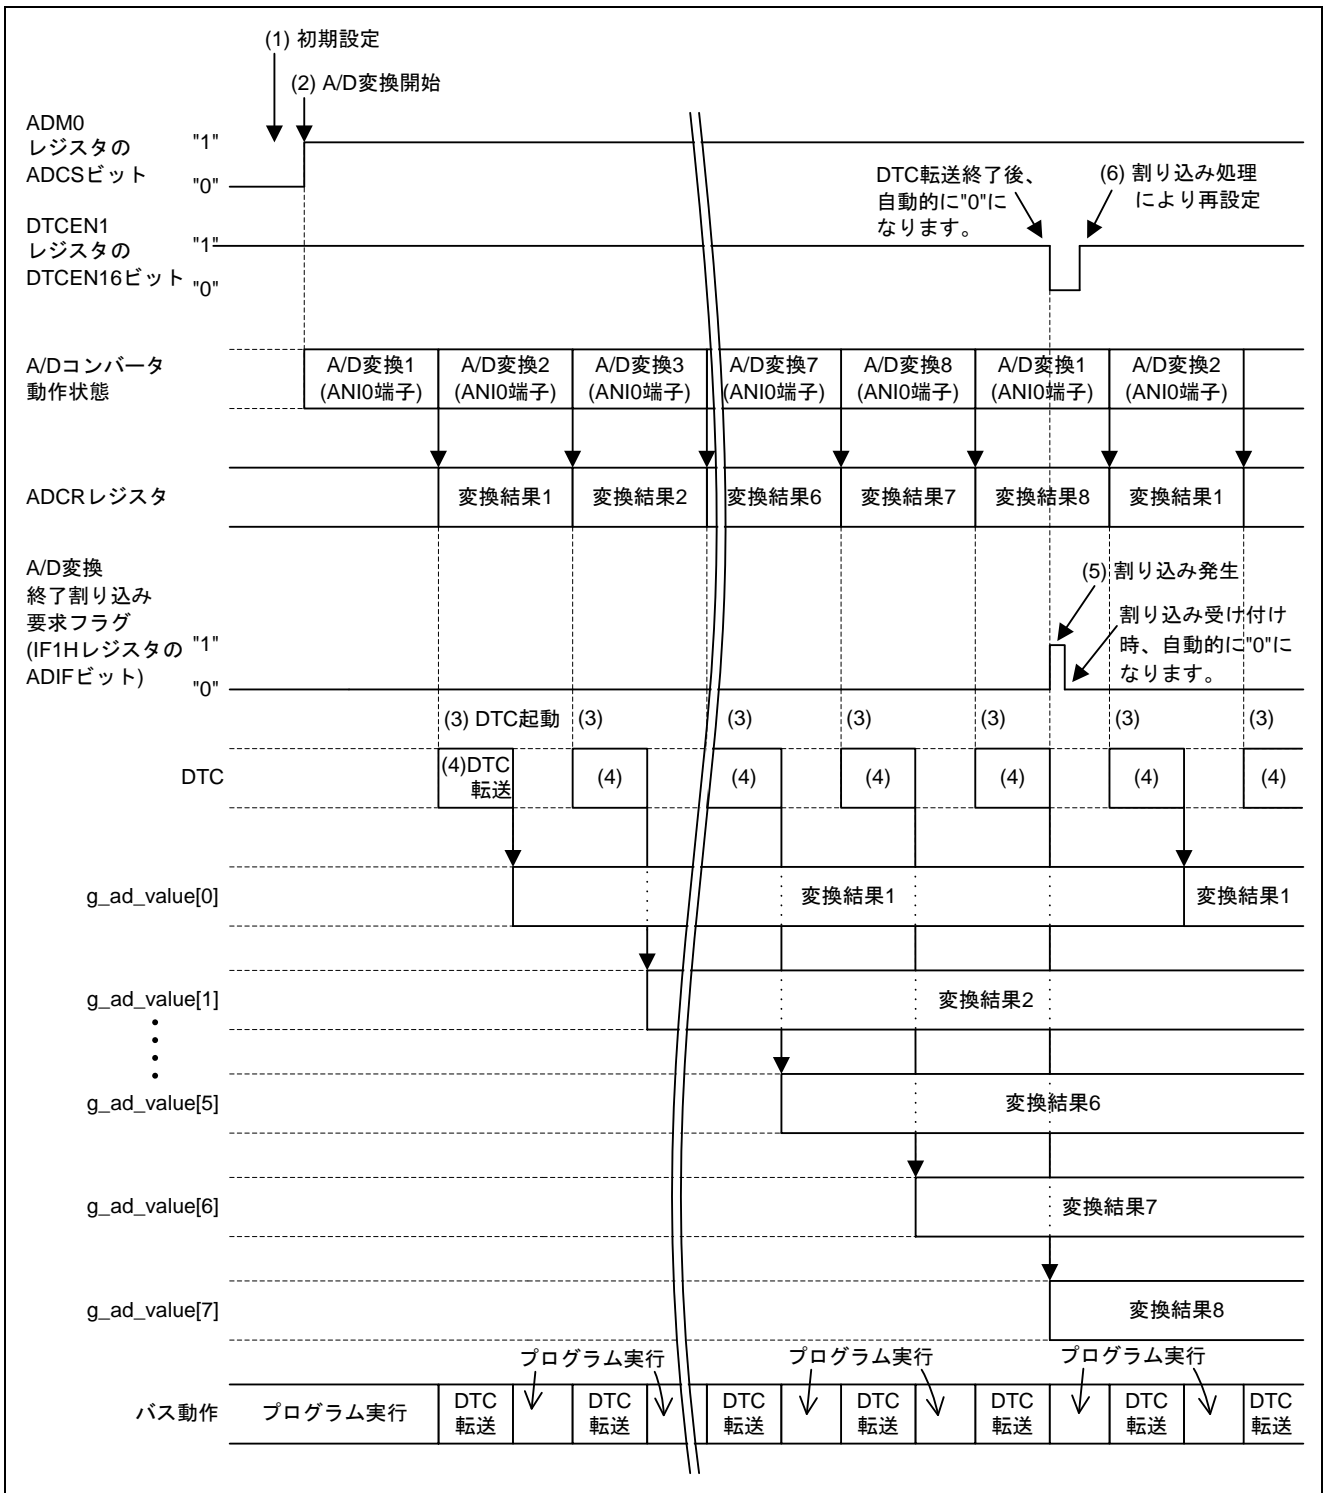 (1) 初期設定
(2) A/D変換開始
ADM0
レジスタの
ADCSビット
"1"
"0"
DTC転送終了後、
自動的に"0"に
なります。
(6) 割り込み処理
により再設定
DTCEN1
レジスタの
DTCEN16ビット
"1"
"0"
A/Dコンバータ
動作状態
A/D変換1
(ANI0端子)
A/D変換2
(ANI0端子)
A/D変換3
(ANI0端子)
A/D変換7
(ANI0端子)
A/D変換8
(ANI0端子)
A/D変換1
(ANI0端子)
A/D変換2
(ANI0端子)
ADCRレジスタ
変換結果1
変換結果2
変換結果6
変換結果7
変換結果8
変換結果1
A/D変換
終了割り込み
要求フラグ
(IF1Hレジスタの
ADIFビット)
"1"
"0"
(5) 割り込み発生
割り込み受け付け
時、自動的に"0"に
なります。
(3) DTC起動
(3)
(3)
(3)
(3)
(3)
(3)
DTC
(4)DTC
転送
(4)
(4)
(4)
(4)
(4)
(4)
g_ad_value[0]
変換結果1
変換結果1
g_ad_value[1]
変換結果2
g_ad_value[5]
変換結果6
g_ad_value[6]
変換結果7
g_ad_value[7]
変換結果8
プログラム実行
プログラム実行
プログラム実行
バス動作
プログラム実行
DTC
転送
DTC
転送
DTC
転送
DTC
転送
DTC
転送
DTC
転送
DTC
転送